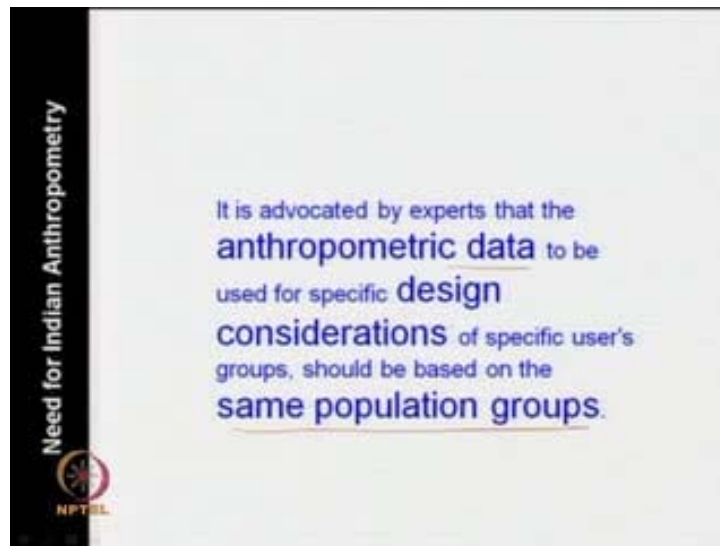 Need for Indian Anthropometry
It is advocated by experts that the
anthropometric data to be
used for specific design
considerations of specific user's
groups, should be based on the
same population groups.
NPTEL